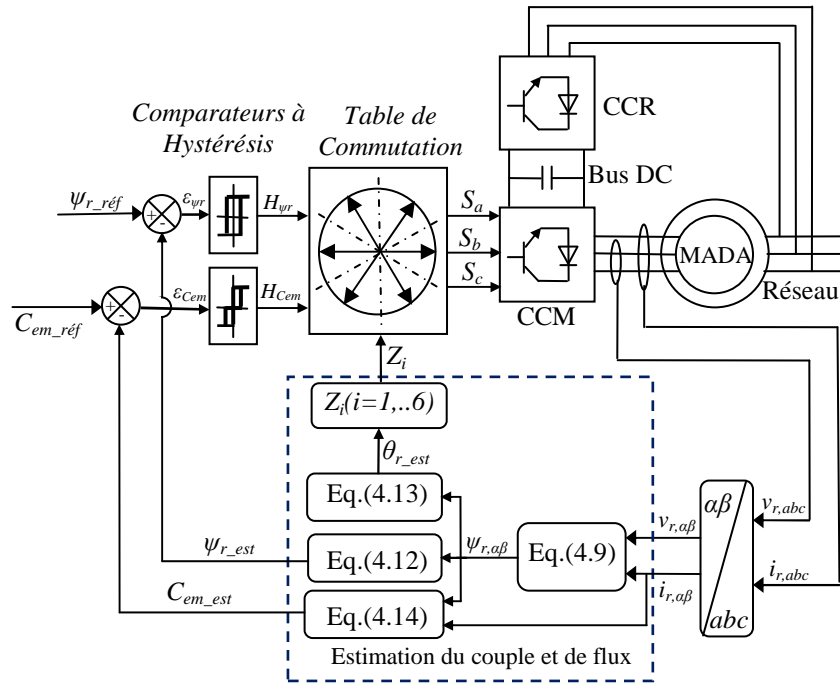 CCR
Comparateurs à
Hystérésis
Table de
Commutation
Bus DC
ψr_réf
+
-
εψr
Hψr
Sa
Sb
Sc
MADA
Réseau
CCM
Cem_réf
+
-
εCem
HCem
Zi
Zi(i=1,..6)
θr_est
Eq.(4.13)
ψr_est
Eq.(4.12)
ψr,αβ
Eq.(4.9)
vr,αβ
αβ
abc
vr,abc
ir,abc
ir,αβ
Cem_est
Eq.(4.14)
Estimation du couple et de flux